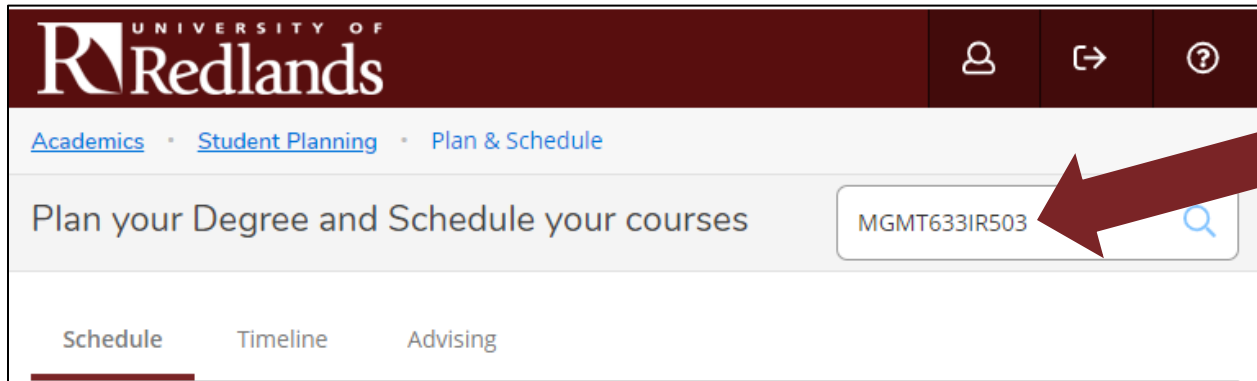 UNIVERSITY OF
R Redlands
Academics · Student Planning · Plan & Schedule
Plan your Degree and Schedule your courses
MGMT633IR503
Schedule Timeline Advising